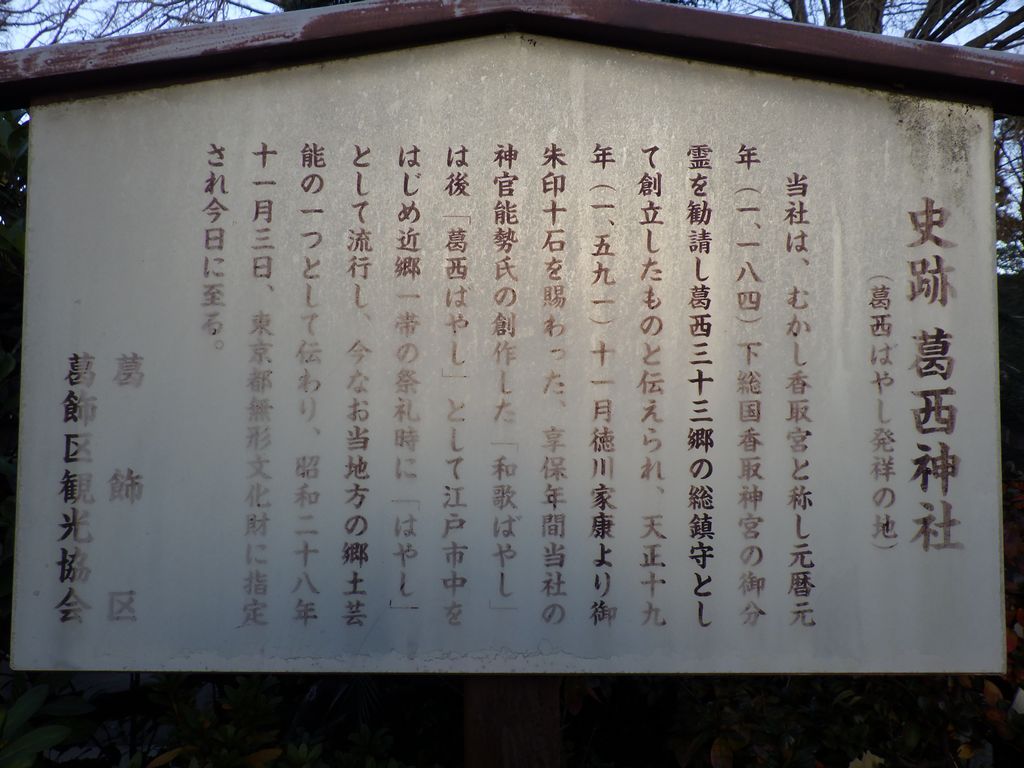 史跡 葛西神社
（葛西ばやし発祥の地）
当社は、むかし香取宮と称し元暦元
年（一、一八四）下総国香取神宮の御分
霊を勧請し葛西三十三郷の総鎮守とし
て創立したものと伝えられ、天正十九
年（一、五九一）十一月徳川家康より御
朱印十石を賜わった、享保年間当社の
神官能勢氏の創作した「和歌ばやし」
は後「葛西ばやし」として江戸市中を
はじめ近郷一帯の祭礼時に「はやし」
として流行し、今なお当地方の郷土芸
能の一つとして伝わり、昭和二十八年
十一月三日、東京都無形文化財に指定
され今日に至る。
葛飾区
葛飾区観光協会